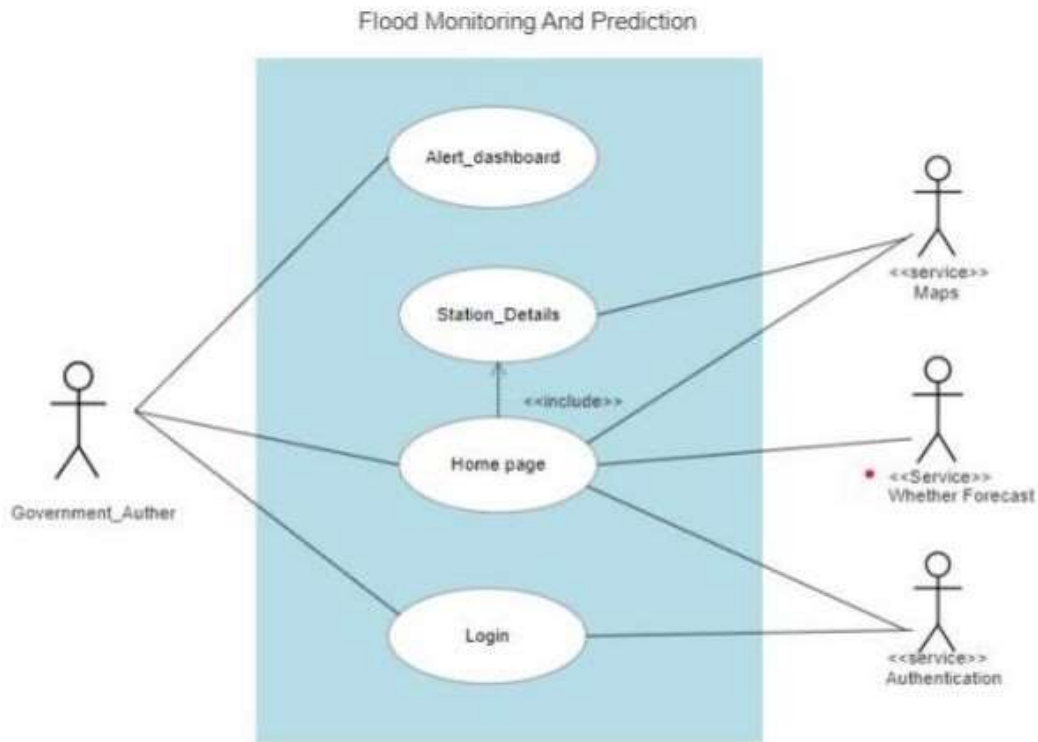 Flood Monitoring And Prediction
Alert_dashboard
Station_Details
<<include>>
Home page
Login
Government_Auther
<<service>>
Maps
<<Service>>
Whether Forecast
<<service>>
Authentication